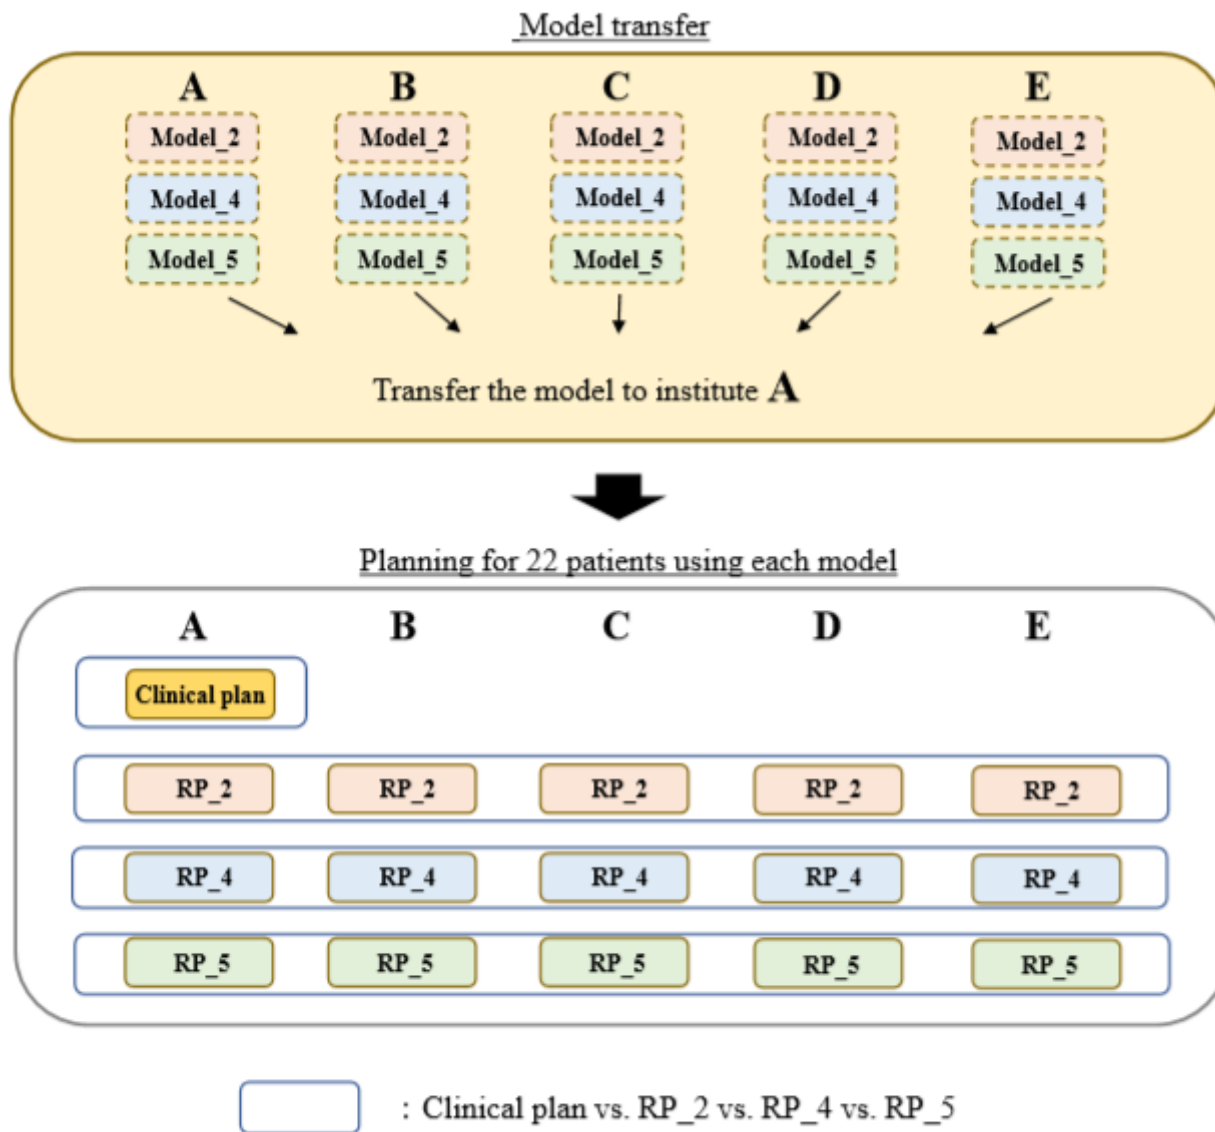 Model transfer
A B C D E
Model_2 Model_2 Model_2 Model_2 Model_2
Model_4 Model_4 Model_4 Model_4 Model_4
Model_5 Model_5 Model_5 Model_5 Model_5
Transfer the model to institute A
Planning for 22 patients using each model
A B C D E
Clinical plan
RP_2 RP_2 RP_2 RP_2 RP_2
RP_4 RP_4 RP_4 RP_4 RP_4
RP_5 RP_5 RP_5 RP_5 RP_5
: Clinical plan vs. RP_2 vs. RP_4 vs. RP_5